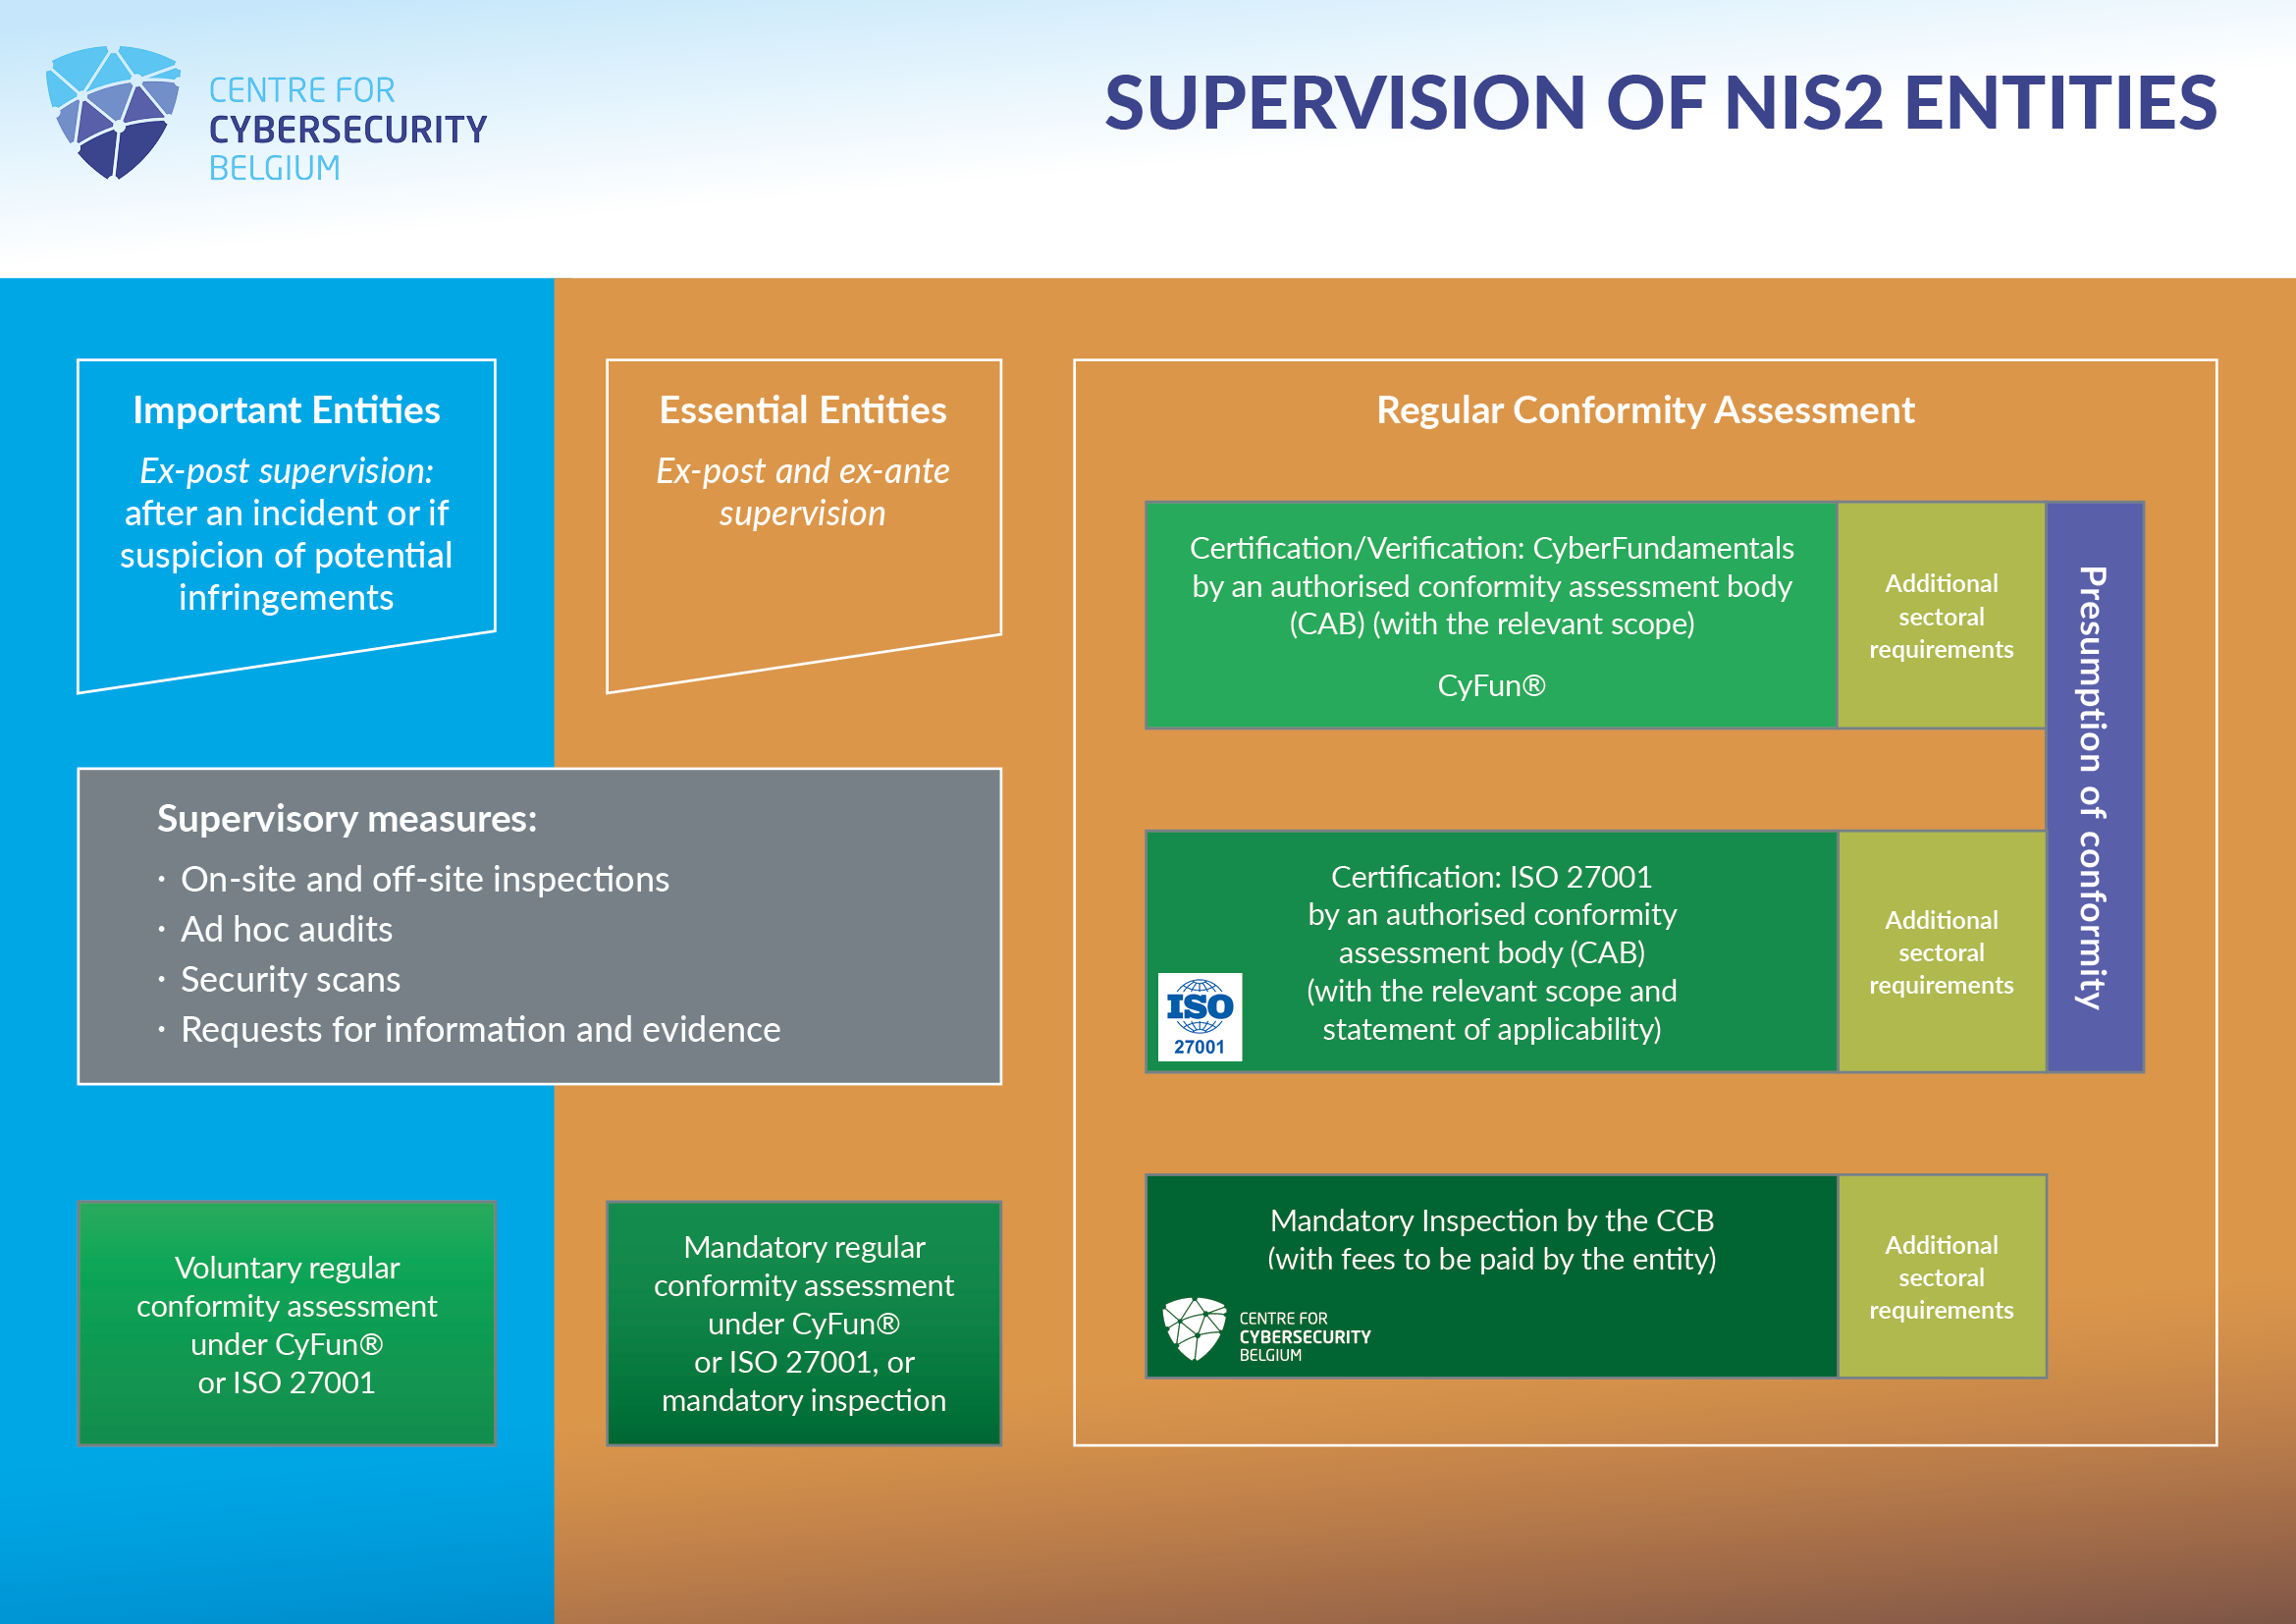 CENTRE FOR
CYBERSECURITY
BELGIUM
SUPERVISION OF NIS2 ENTITIES
Important Entities
Ex-post supervision:
after an incident or if
suspicion of potential
infringements
Essential Entities
Ex-post and ex-ante
supervision
Supervisory measures:
· On-site and off-site inspections
· Ad hoc audits
· Security scans
· Requests for information and evidence
Voluntary regular
conformity assessment
under CyFun®
or ISO 27001
Mandatory regular
conformity assessment
under CyFun®
or ISO 27001, or
mandatory inspection
Regular Conformity Assessment
Certification/Verification: CyberFundamentals
by an authorised conformity assessment body
(CAB) (with the relevant scope)
CyFun®
Additional
sectoral
requirements
Certification: ISO 27001
by an authorised conformity
assessment body (CAB)
(with the relevant scope and
statement of applicability)
ISO
27001
Additional
sectoral
requirements
Presumption of conformity
Mandatory Inspection by the CCB
(with fees to be paid by the entity)
CENTRE FOR
CYBERSECURITY
BELGIUM
Additional
sectoral
requirements